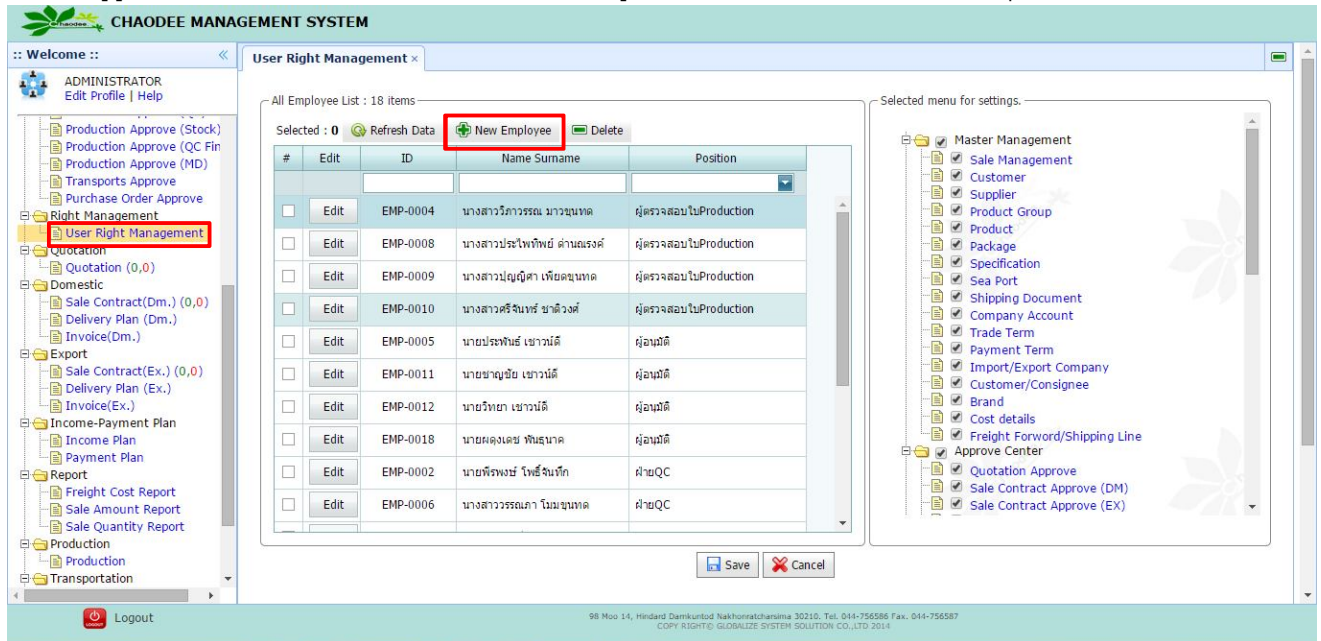 Chaodee
CHAODEE MANAGEMENT SYSTEM
:: Welcome ::
ADMINISTRATOR
Edit Profile | Help
Production Approve (Stock)
Production Approve (QC Fin
Production Approve (MD)
Transports Approve
Purchase Order Approve
Right Management
User Right Management
Quotation
Quotation (0,0)
Domestic
Sale Contract(Dm.) (0,0)
Delivery Plan (Dm.)
Invoice(Dm.)
Export
Sale Contract(Ex.) (0,0)
Delivery Plan (Ex.)
Invoice(Ex.)
Income-Payment Plan
Income Plan
Payment Plan
Report
Freight Cost Report
Sale Amount Report
Sale Quantity Report
Production
Production
Transportation
Logout
User Right Management ×
All Employee List : 18 items
Selected : 0 Refresh Data New Employee Delete
# Edit ID Name Surname Position
Edit EMP-0004 นางสาววิภาวรรณ มาวขุนทด ผู้ตรวจสอบใบProduction
Edit EMP-0008 นางสาวประไพทิพย์ ด่านณรงค์ ผู้ตรวจสอบใบProduction
Edit EMP-0009 นางสาวปุญญิศา เพียดขุนทด ผู้ตรวจสอบใบProduction
Edit EMP-0010 นางสาวศรีจันทร์ ชาติวงศ์ ผู้ตรวจสอบใบProduction
Edit EMP-0005 นายประพันธ์ เชาวน์ดี ผู้อนุมัติ
Edit EMP-0011 นายชาญชัย เชาวน์ดี ผู้อนุมัติ
Edit EMP-0012 นายวิทยา เชาวน์ดี ผู้อนุมัติ
Edit EMP-0018 นายผดุงเดช พันธุนาค ผู้อนุมัติ
Edit EMP-0002 นายพีรพงษ์ โพธิ์จันทึก ฝ่ายQC
Edit EMP-0006 นางสาววรรณภา โมมขุนทด ฝ่ายQC
Save Cancel
Selected menu for settings.
Master Management
Sale Management
Customer
Supplier
Product Group
Product
Package
Specification
Sea Port
Shipping Document
Company Account
Trade Term
Payment Term
Import/Export Company
Customer/Consignee
Brand
Cost details
Freight Forword/Shipping Line
Approve Center
Quotation Approve
Sale Contract Approve (DM)
Sale Contract Approve (EX)
98 Moo 14, Hindard Darnkuntod Nakhonratcharsima 30210. Tel. 044-756586 Fax. 044-756587
COPY RIGHT© GLOBALIZE SYSTEM SOLUTION CO.,LTD 2014